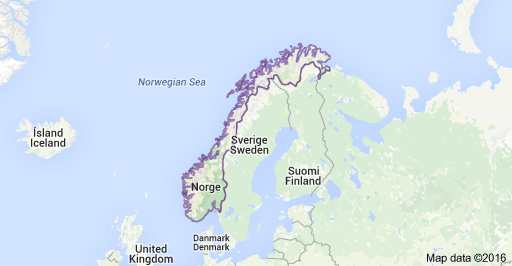 Norwegian Sea
Ísland
Iceland
Sverige
Sweden
Suomi
Finland
Norge
Danmark
Denmark
United
Kingdom
Map data ©2016